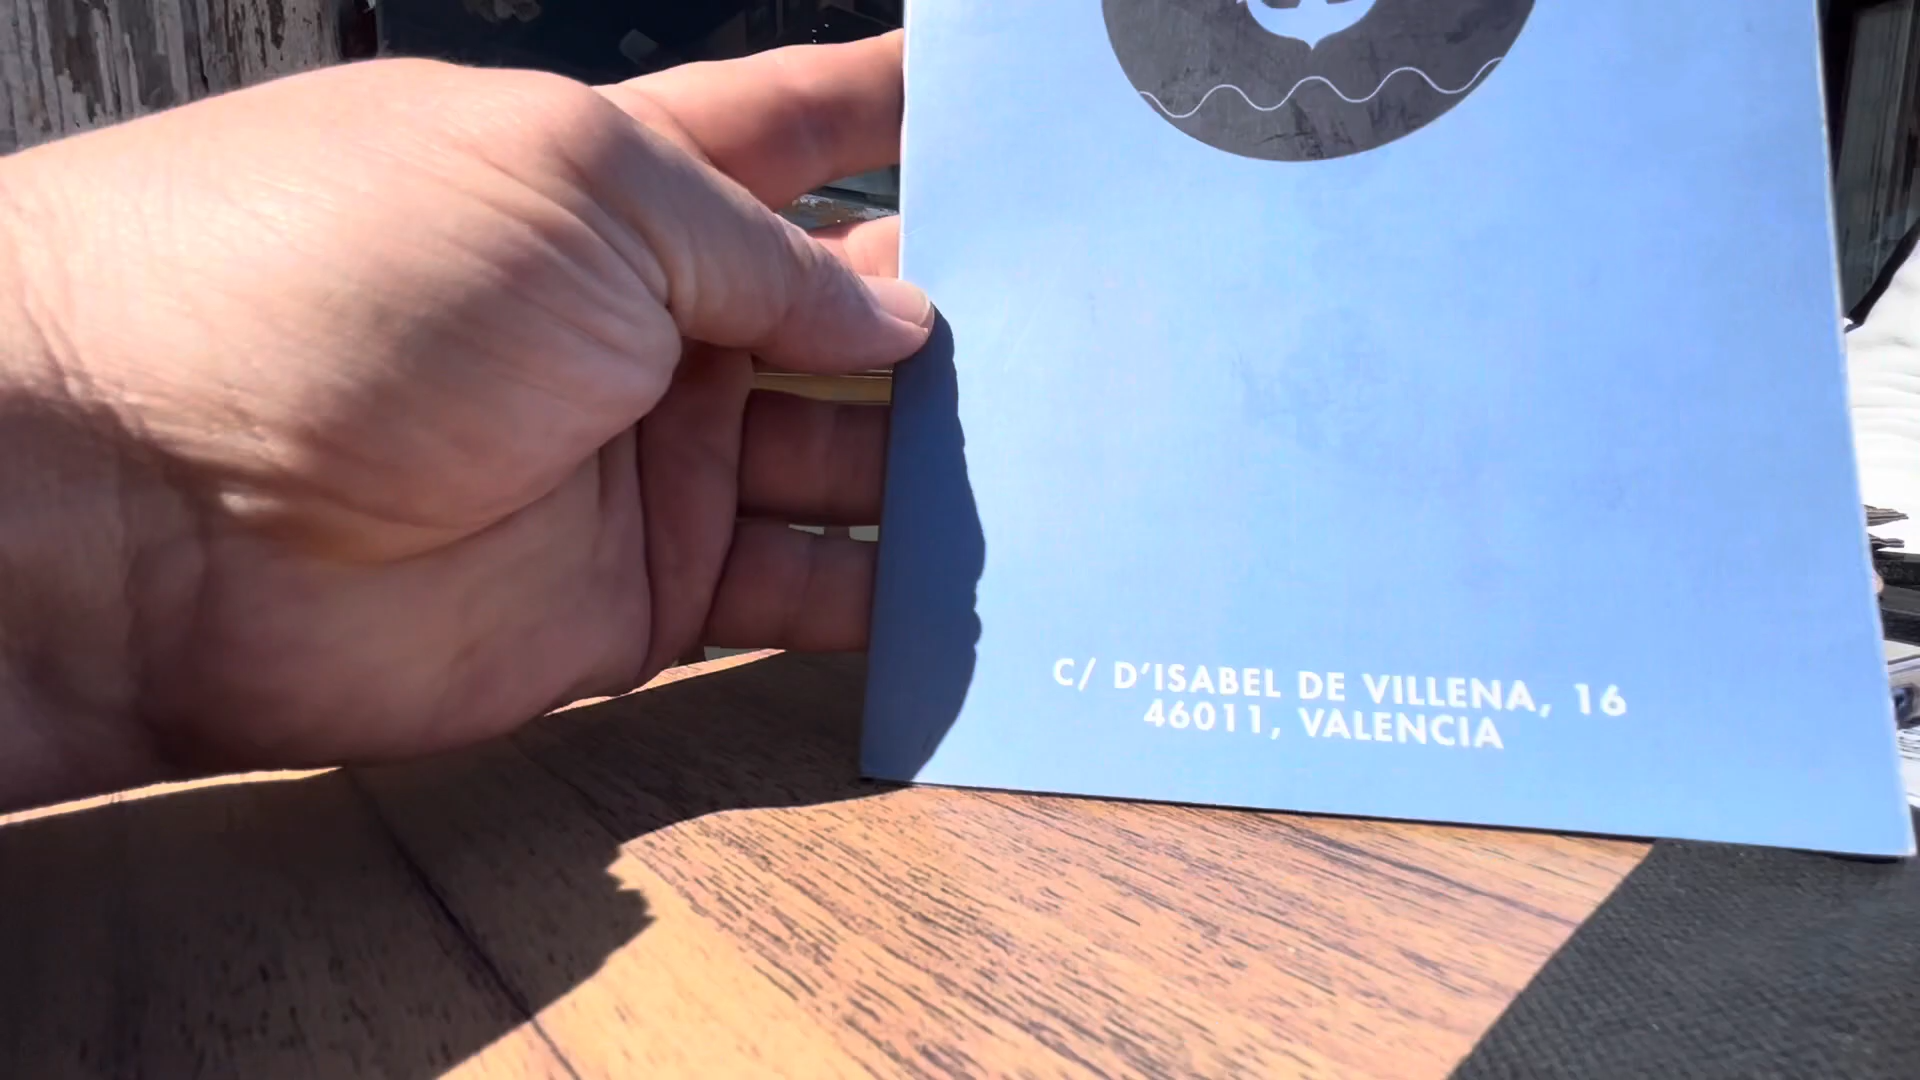 C/ D'ISABEL DE VILLENA, 16
46011, VALENCIA